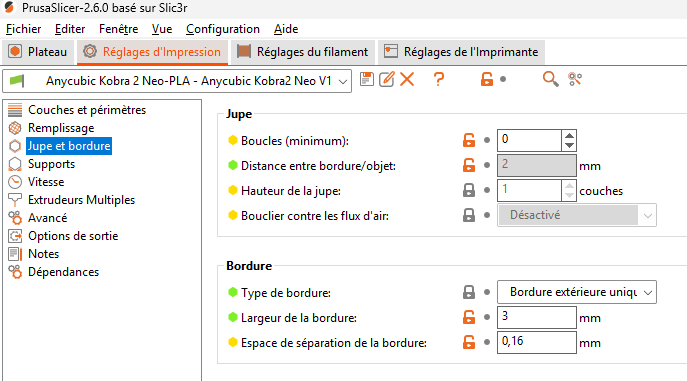 PrusaSlicer-2.6.0 basé sur Slic3r
Fichier Editer Fenêtre Vue Configuration Aide
Plateau Réglages d'Impression Réglages du filament Réglages de l'Imprimante
Anycubic Kobra 2 Neo-PLA - Anycubic Kobra2 Neo V1 ?
Couches et périmètres
Remplissage
Jupe et bordure
Supports
Vitesse
Extrudeurs Multiples
Avancé
Options de sortie
Notes
Dépendances
Jupe
Boucles (minimum): 0
Distance entre bordure/objet: 2 mm
Hauteur de la jupe: 1 couches
Bouclier contre les flux d'air: Désactivé
Bordure
Type de bordure: Bordure extérieure uniqu
Largeur de la bordure: 3 mm
Espace de séparation de la bordure: 0,16 mm